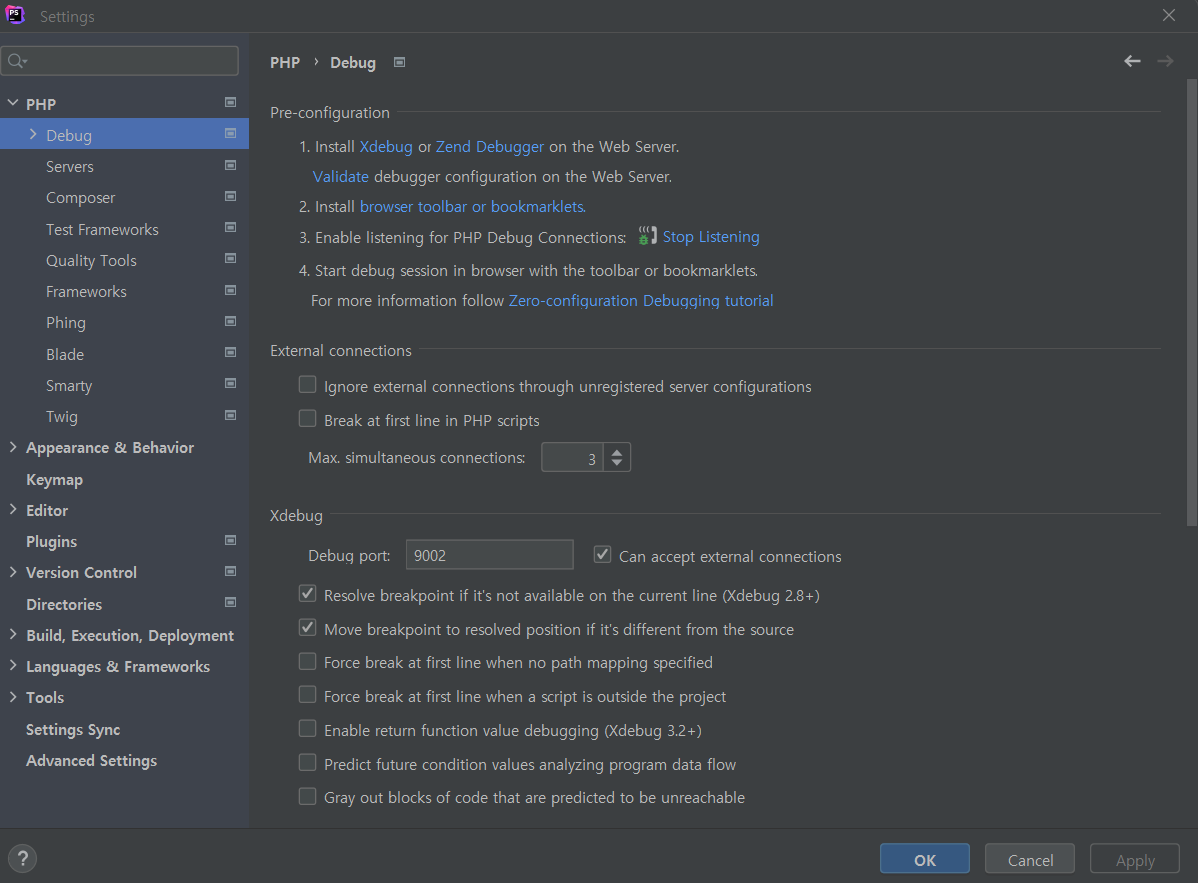 PS
Settings
PHP
Debug
Servers
Composer
Test Frameworks
Quality Tools
Frameworks
Phing
Blade
Smarty
Twig
Appearance & Behavior
Keymap
Editor
Plugins
Version Control
Directories
Build, Execution, Deployment
Languages & Frameworks
Tools
Settings Sync
Advanced Settings
PHP › Debug
Pre-configuration
1. Install Xdebug or Zend Debugger on the Web Server.
Validate debugger configuration on the Web Server.
2. Install browser toolbar or bookmarklets.
3. Enable listening for PHP Debug Connections: Stop Listening
4. Start debug session in browser with the toolbar or bookmarklets.
For more information follow Zero-configuration Debugging tutorial
External connections
Ignore external connections through unregistered server configurations
Break at first line in PHP scripts
Max. simultaneous connections: 3
Xdebug
Debug port: 9002 Can accept external connections
Resolve breakpoint if it's not available on the current line (Xdebug 2.8+)
Move breakpoint to resolved position if it's different from the source
Force break at first line when no path mapping specified
Force break at first line when a script is outside the project
Enable return function value debugging (Xdebug 3.2+)
Predict future condition values analyzing program data flow
Gray out blocks of code that are predicted to be unreachable
?
OK Cancel Apply